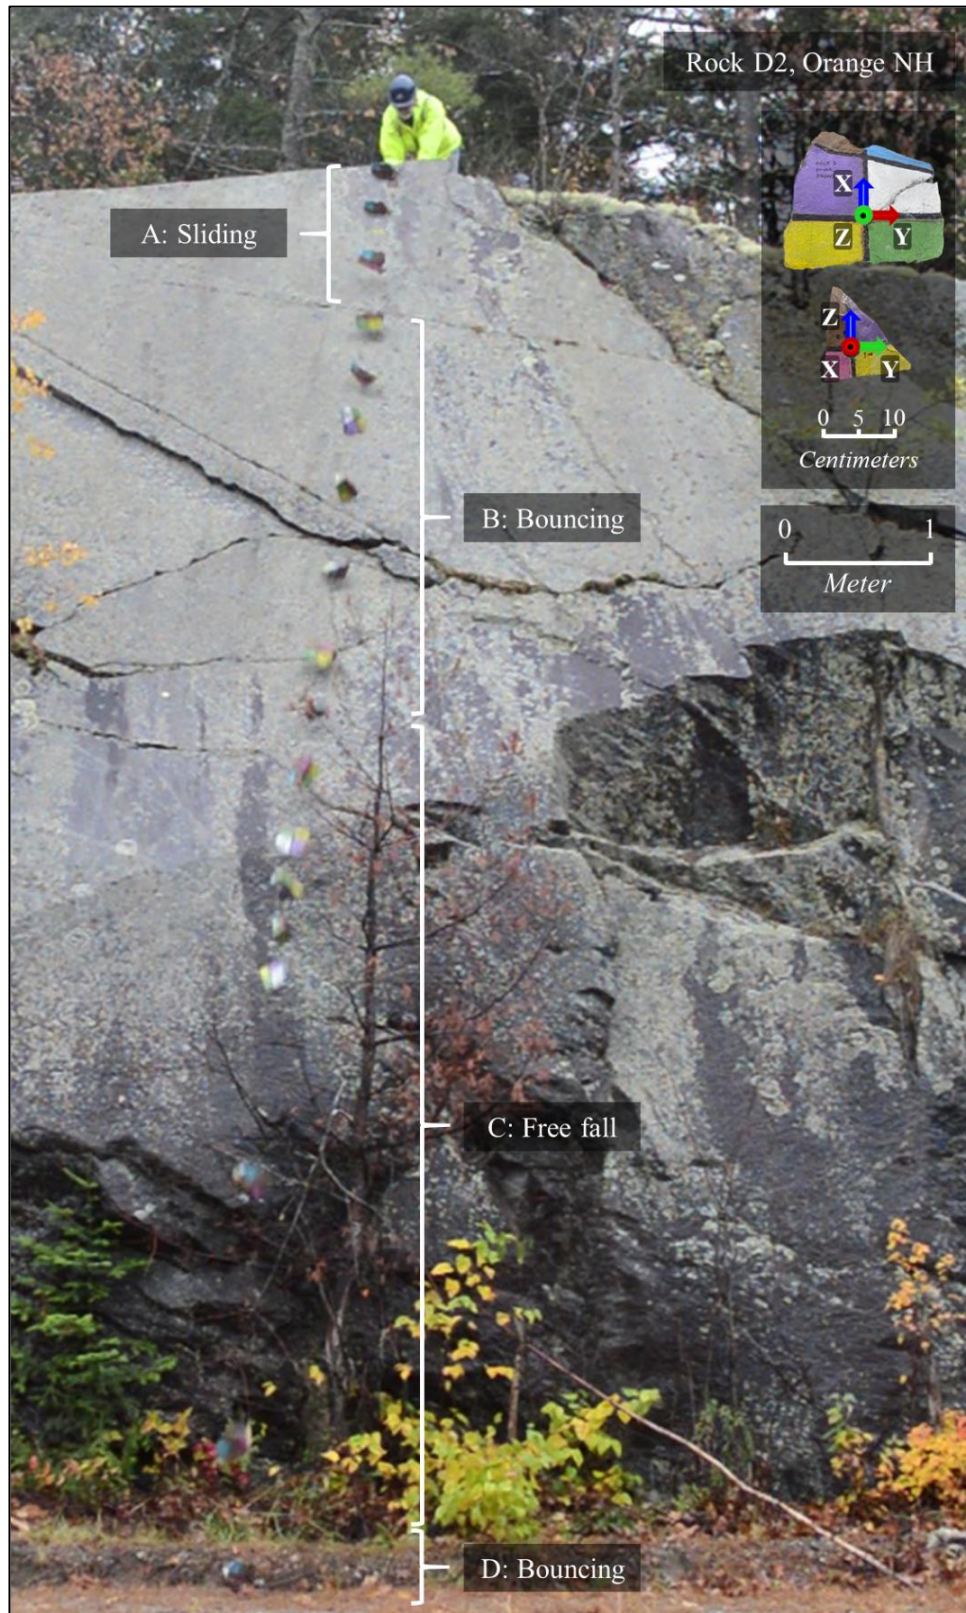 Rock D2, Orange NH
X
Z
Y
Z
X
Y
0 5 10
Centimeters
0 1
Meter
A: Sliding
B: Bouncing
C: Free fall
D: Bouncing